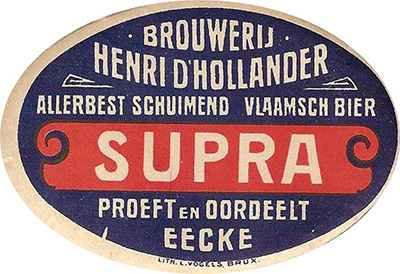 · BROUWERIJ ·
HENRI D'HOLLANDER
ALLERBEST SCHUIMEND VLAAMSCH BIER
SUPRA
PROEFT EN OORDEELT
EECKE
LITH. L. VOGELS, BRUX.